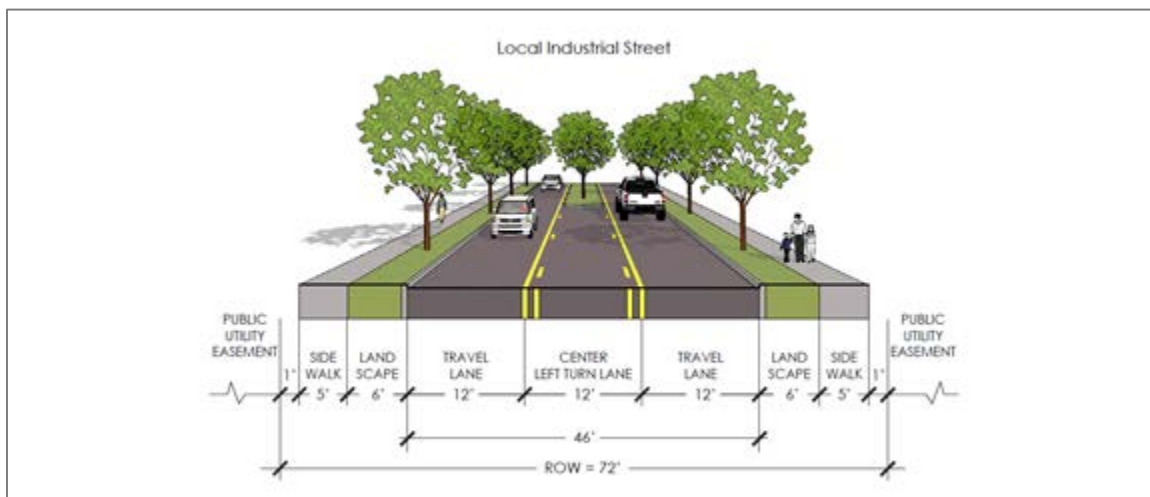 Local Industrial Street
PUBLIC
UTILITY
EASEMENT
1'
SIDE
WALK
5'
LAND
SCAPE
6'
TRAVEL
LANE
12'
CENTER
LEFT TURN LANE
12'
TRAVEL
LANE
12'
LAND
SCAPE
6'
SIDE
WALK
5'
1'
PUBLIC
UTILITY
EASEMENT
46'
ROW = 72'